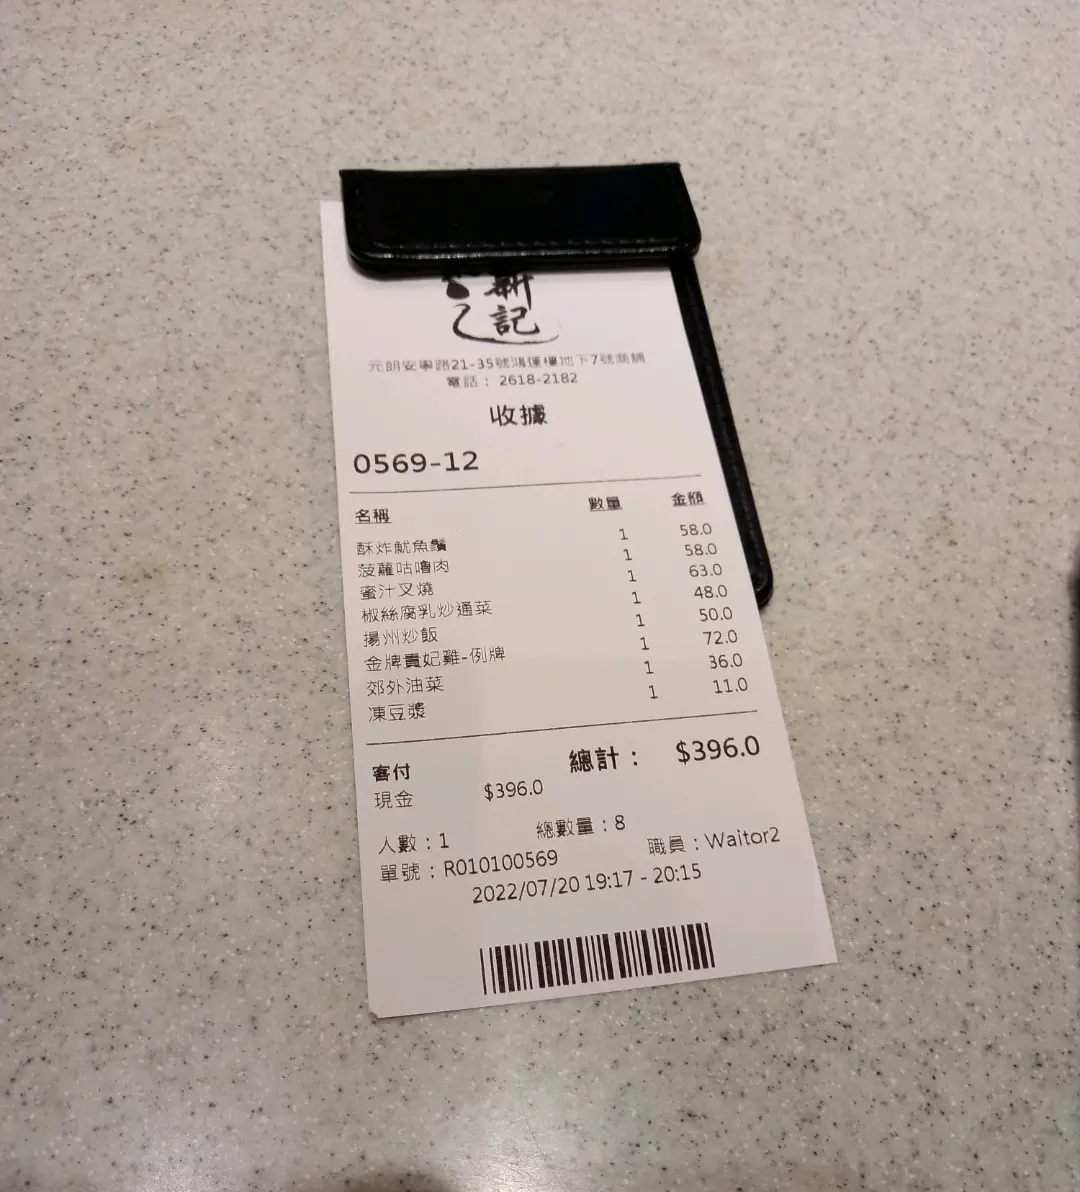 新
記
元朗安寧路21-35號鴻運樓地下7號商舖
電話： 2618-2182
收據
0569-12
名稱 數量 金額
酥炸魷魚鬚 1 58.0
菠蘿咕嚕肉 1 58.0
蜜汁叉燒 1 63.0
椒絲腐乳炒通菜 1 48.0
揚州炒飯 1 50.0
金牌貴妃雞-例牌 1 72.0
郊外油菜 1 36.0
凍豆漿 1 11.0
總計： $396.0
客付
現金 $396.0
人數：1 總數量：8
單號：R010100569 職員：Waitor2
2022/07/20 19:17 - 20:15